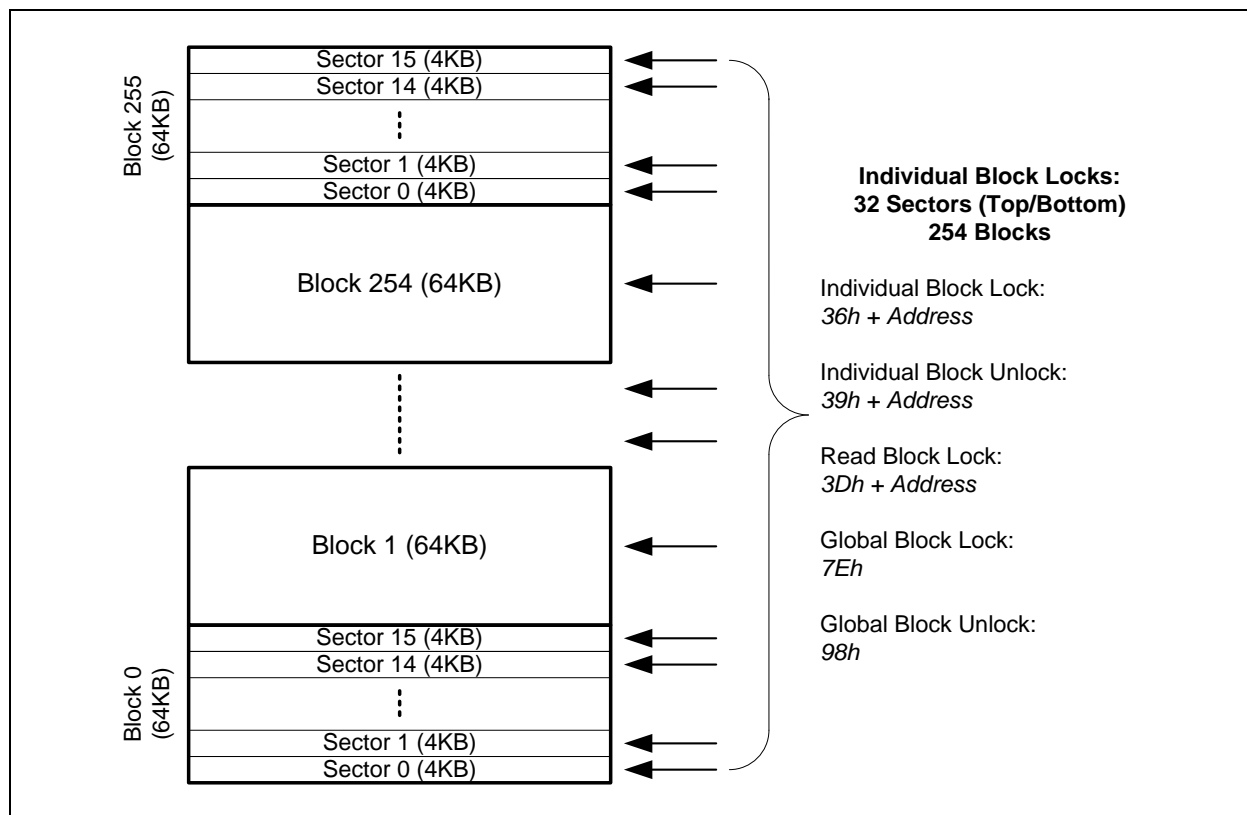 Block 255
(64KB)
Sector 15 (4KB)
Sector 14 (4KB)
Sector 1 (4KB)
Sector 0 (4KB)
Block 254 (64KB)
Block 1 (64KB)
Block 0
(64KB)
Sector 15 (4KB)
Sector 14 (4KB)
Sector 1 (4KB)
Sector 0 (4KB)
Individual Block Locks:
32 Sectors (Top/Bottom)
254 Blocks
Individual Block Lock:
36h + Address
Individual Block Unlock:
39h + Address
Read Block Lock:
3Dh + Address
Global Block Lock:
7Eh
Global Block Unlock:
98h